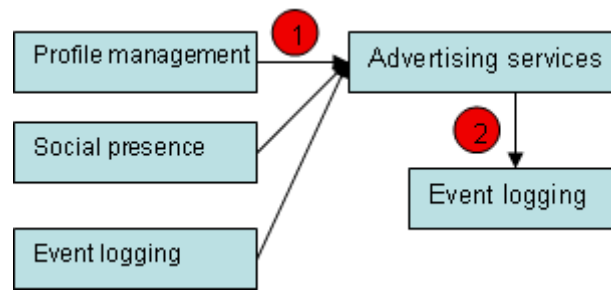 Profile management
1
Advertising services
Social presence
2
Event logging
Event logging